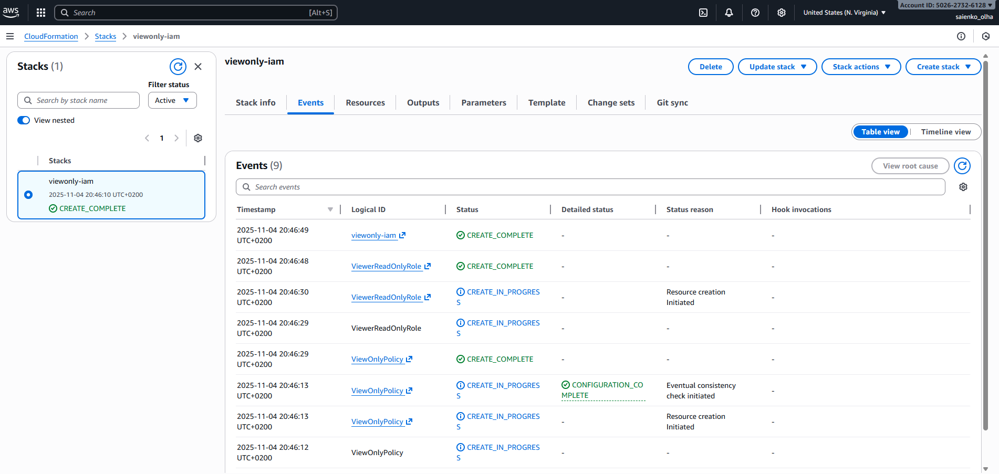 aws
Search [Alt+S]
United States (N. Virginia)
Account ID: 5026-2732-6128
saienko_olha
CloudFormation
Stacks
viewonly-iam
Stacks (1)
Filter status
Search by stack name
Active
View nested
1
Stacks
viewonly-iam
2025-11-04 20:46:10 UTC+0200
CREATE_COMPLETE
viewonly-iam
Delete
Update stack
Stack actions
Create stack
Stack info
Events
Resources
Outputs
Parameters
Template
Change sets
Git sync
Table view
Timeline view
Events (9)
View root cause
Search events
Timestamp
Logical ID
Status
Detailed status
Status reason
Hook invocations
2025-11-04 20:46:49
UTC+0200
viewonly-iam
CREATE_COMPLETE
-
-
-
2025-11-04 20:46:48
UTC+0200
ViewerReadOnlyRole
CREATE_COMPLETE
-
-
-
2025-11-04 20:46:30
UTC+0200
ViewerReadOnlyRole
CREATE_IN_PROGRES
S
-
Resource creation
Initiated
-
2025-11-04 20:46:29
UTC+0200
ViewerReadOnlyRole
CREATE_IN_PROGRES
S
-
-
-
2025-11-04 20:46:29
UTC+0200
ViewOnlyPolicy
CREATE_COMPLETE
-
-
-
2025-11-04 20:46:13
UTC+0200
ViewOnlyPolicy
CREATE_IN_PROGRES
S
CONFIGURATION_CO
MPLETE
Eventual consistency
check initiated
-
2025-11-04 20:46:13
UTC+0200
ViewOnlyPolicy
CREATE_IN_PROGRES
S
-
Resource creation
Initiated
-
2025-11-04 20:46:12
UTC+0200
ViewOnlyPolicy
CREATE_IN_PROGRES
S
-
-
-